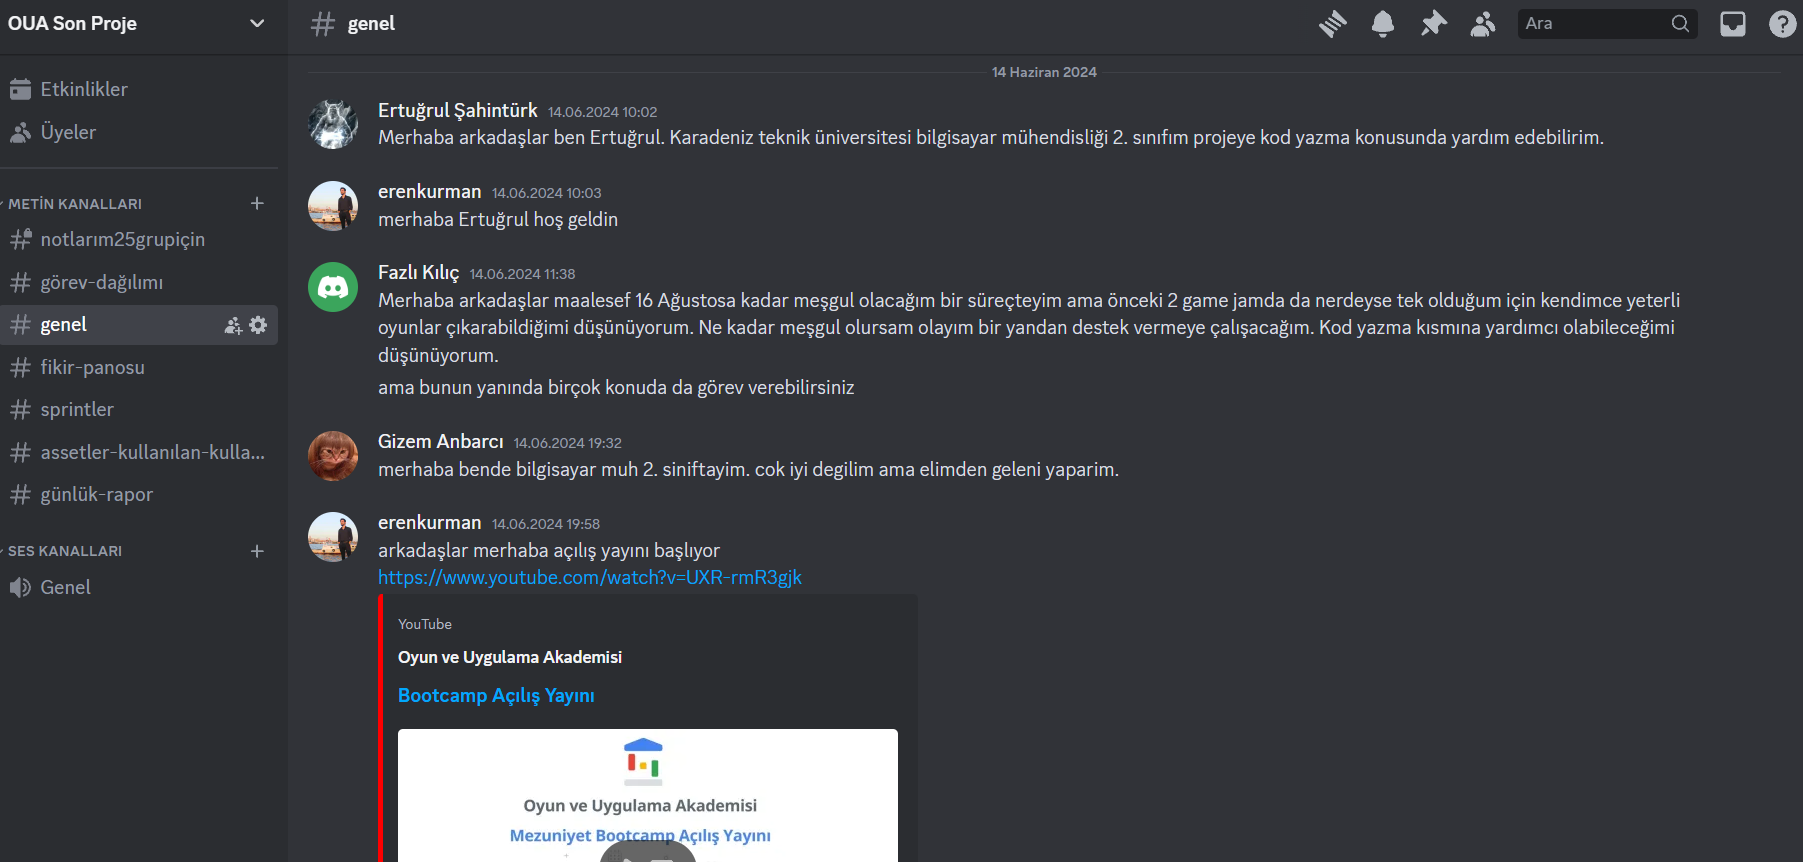 OUA Son Proje
Etkinlikler
Üyeler
METİN KANALLARI
notlarım25grupiçin
görev-dağılımı
genel
fikir-panosu
sprintler
assetler-kullanılan-kulla...
günlük-rapor
SES KANALLARI
Genel
genel
Ara
14 Haziran 2024
Ertuğrul Şahintürk 14.06.2024 10:02
Merhaba arkadaşlar ben Ertuğrul. Karadeniz teknik üniversitesi bilgisayar mühendisliği 2. sınıfım projeye kod yazma konusunda yardım edebilirim.
erenkurman 14.06.2024 10:03
merhaba Ertuğrul hoş geldin
Fazlı Kılıç 14.06.2024 11:38
Merhaba arkadaşlar maalesef 16 Ağustosa kadar meşgul olacağım bir süreçteyim ama önceki 2 game jamda da nerdeyse tek olduğum için kendimce yeterli
oyunlar çıkarabildiğimi düşünüyorum. Ne kadar meşgul olursam olayım bir yandan destek vermeye çalışacağım. Kod yazma kısmına yardımcı olabileceğimi
düşünüyorum.
ama bunun yanında birçok konuda da görev verebilirsiniz
Gizem Anbarcı 14.06.2024 19:32
merhaba bende bilgisayar muh 2. siniftayim. cok iyi degilim ama elimden geleni yaparim.
erenkurman 14.06.2024 19:58
arkadaşlar merhaba açılış yayını başlıyor
https://www.youtube.com/watch?v=UXR-rmR3gjk
YouTube
Oyun ve Uygulama Akademisi
Bootcamp Açılış Yayını
Oyun ve Uygulama Akademisi
Mezuniyet Bootcamp Açılış Yayını